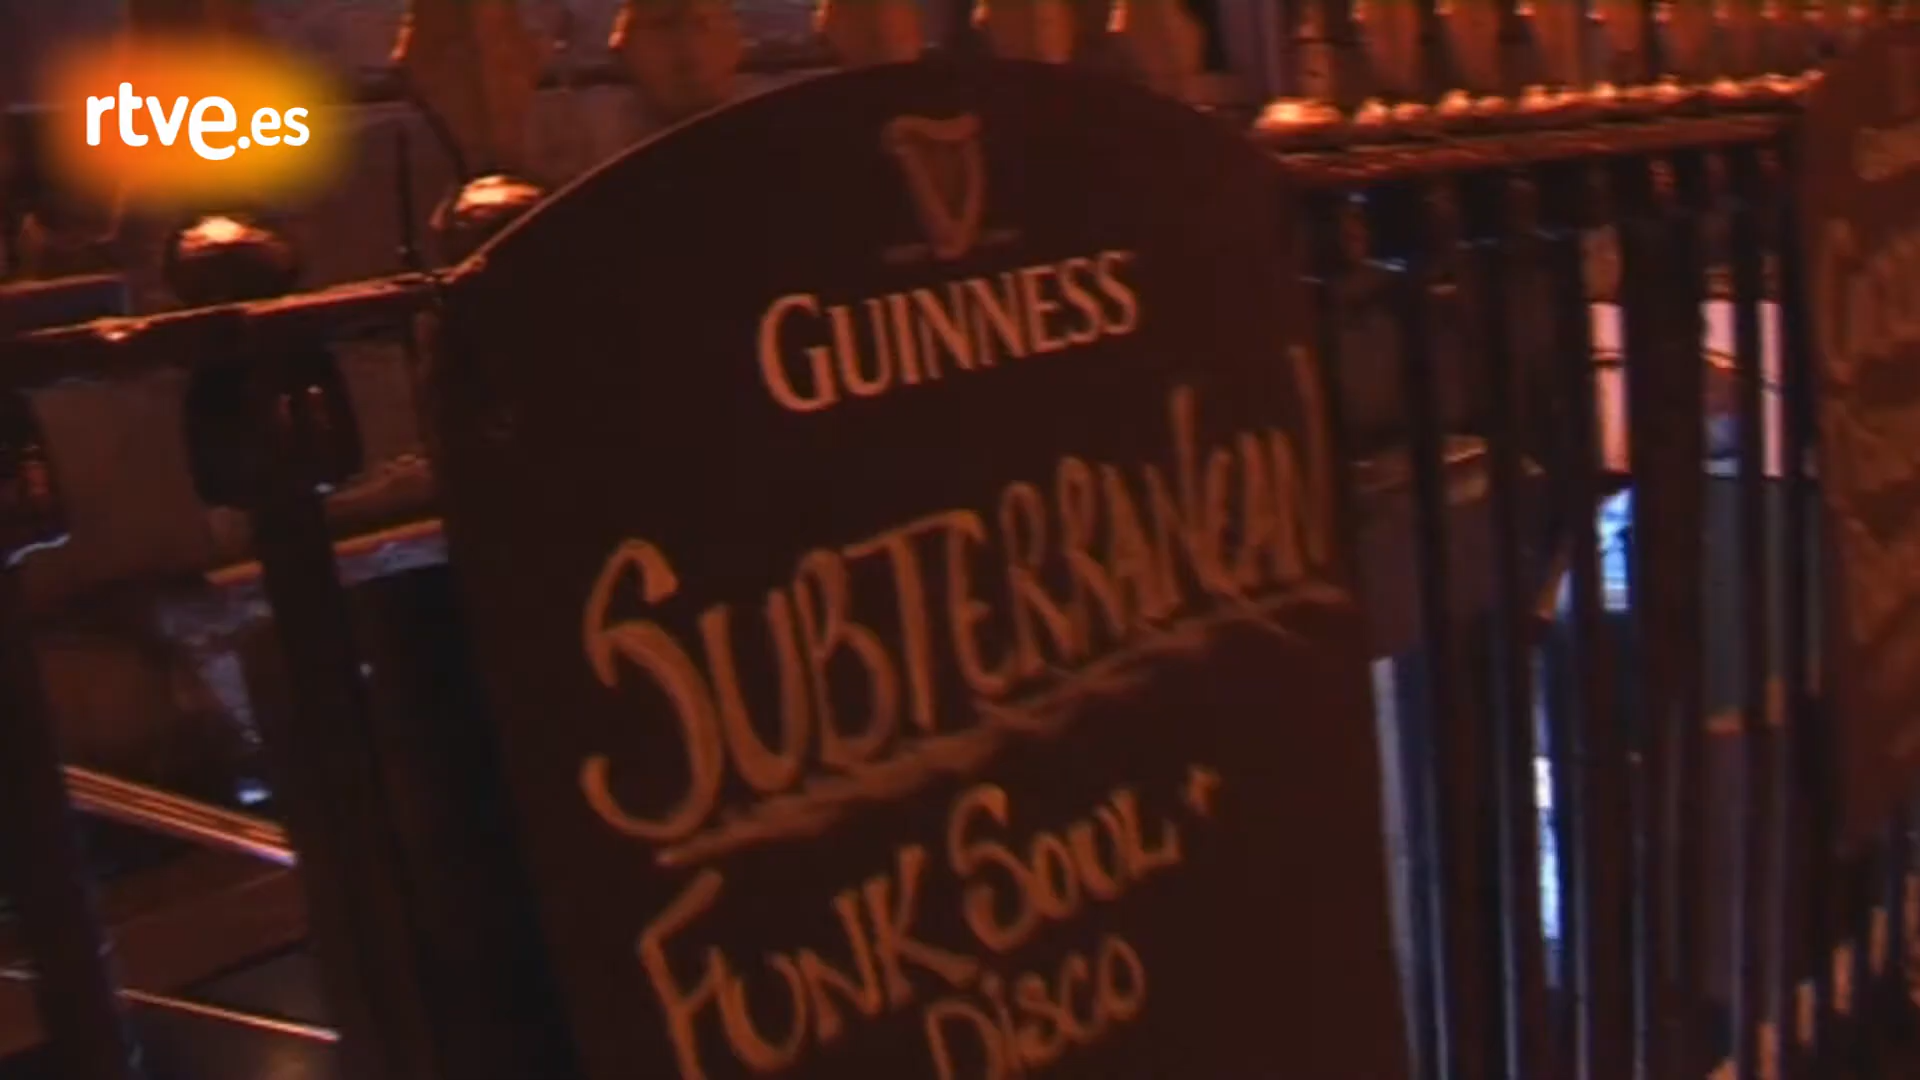 rtve.es
GUINNESS
SUBTERRANEAN
FUNK SOUL +
DISCO